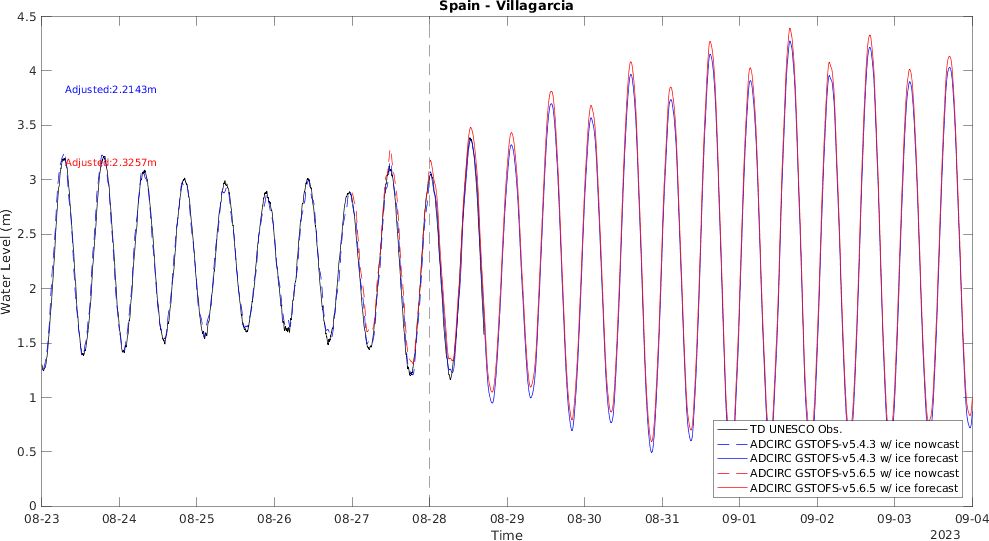 Spain - Villagarcia
4.5
4
3.5
3
2.5
2
1.5
1
0.5
0
Water Level (m)
Adjusted:2.2143m
Adjusted:2.3257m
TD UNESCO Obs.
ADCIRC GSTOFS-v5.4.3 w/ ice nowcast
ADCIRC GSTOFS-v5.4.3 w/ ice forecast
ADCIRC GSTOFS-v5.6.5 w/ ice nowcast
ADCIRC GSTOFS-v5.6.5 w/ ice forecast
08-23 08-24 08-25 08-26 08-27 08-28 08-29 08-30 08-31 09-01 09-02 09-03 09-04
Time
2023